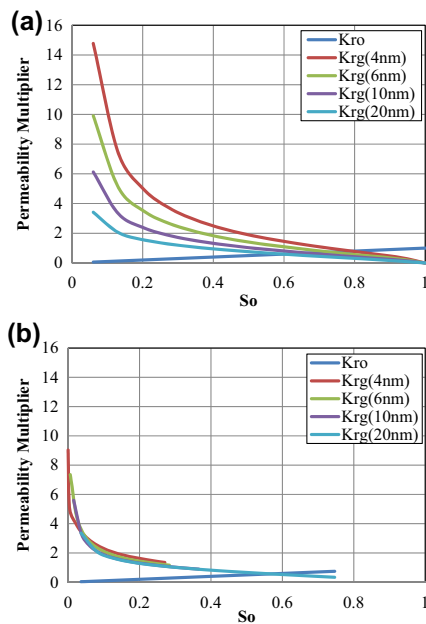 (a)
16
14
12
10
8
6
4
2
0
Permeability Multiplier
Kro
Krg(4nm)
Krg(6nm)
Krg(10nm)
Krg(20nm)
0
0.2
0.4
0.6
0.8
1
So
(b)
16
14
12
10
8
6
4
2
0
Permeability Multiplier
Kro
Krg(4nm)
Krg(6nm)
Krg(10nm)
Krg(20nm)
0
0.2
0.4
0.6
0.8
1
So